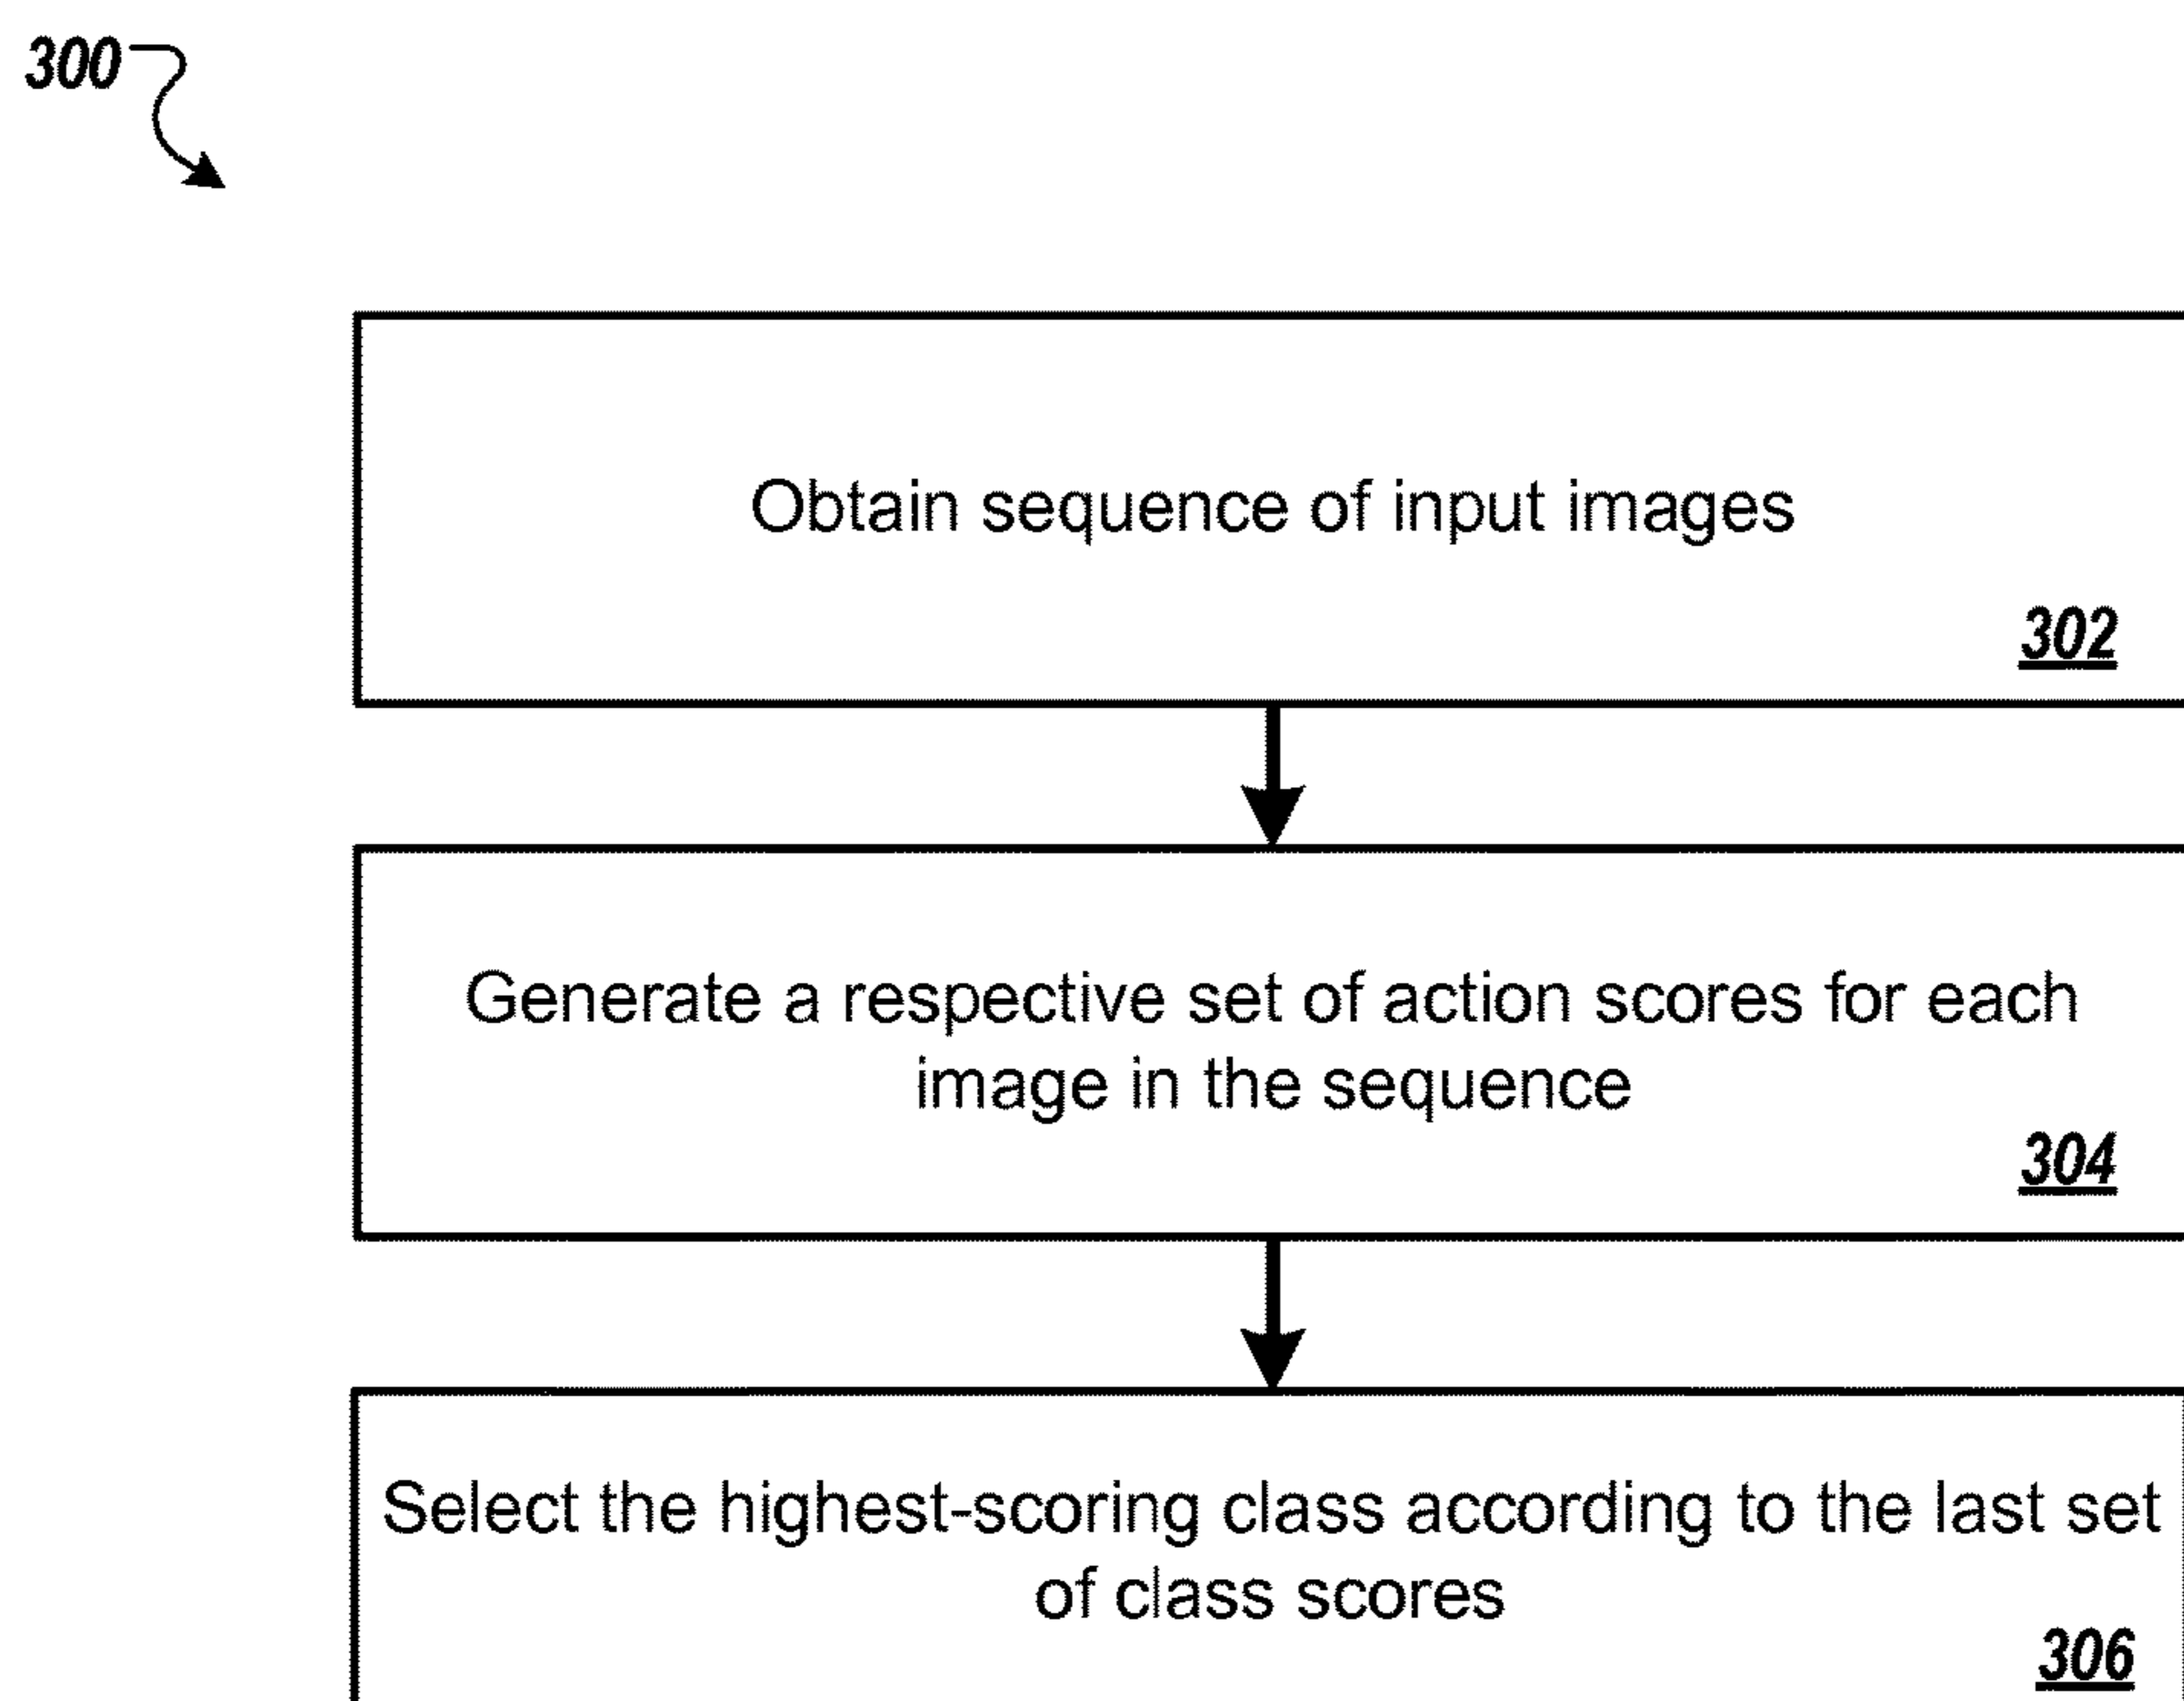 300
Obtain sequence of input images
302
Generate a respective set of action scores for each
image in the sequence
304
Select the highest-scoring class according to the last set
of class scores
306